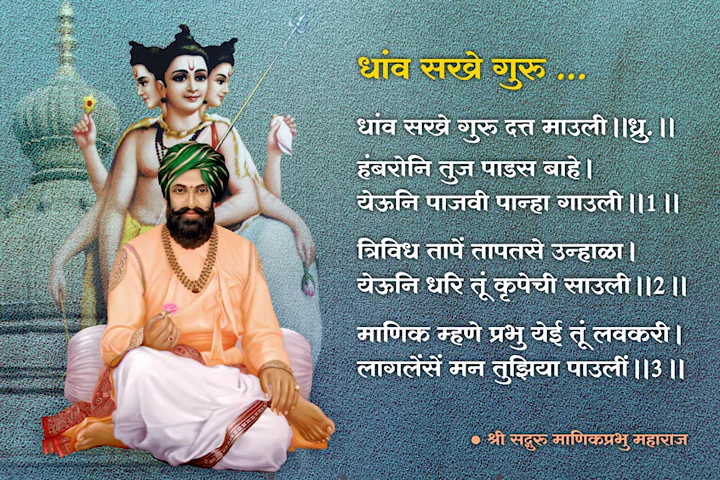 धांव सखे गुरु ...
धांव सखे गुरु दत्त माउली ||ध्रु.||
हंबरोनि तुज पाडस बाहे |
येऊनि पाजवी पान्हा गाउली ||1||
त्रिविध तापें तापतसे उन्हाळा |
येऊनि धरि तूं कृपेची साउली ||2||
माणिक म्हणे प्रभु येई तूं लवकरी |
लागलेंसें मन तुझिया पाउलीं ||3||
• श्री सद्गुरु माणिकप्रभु महाराज